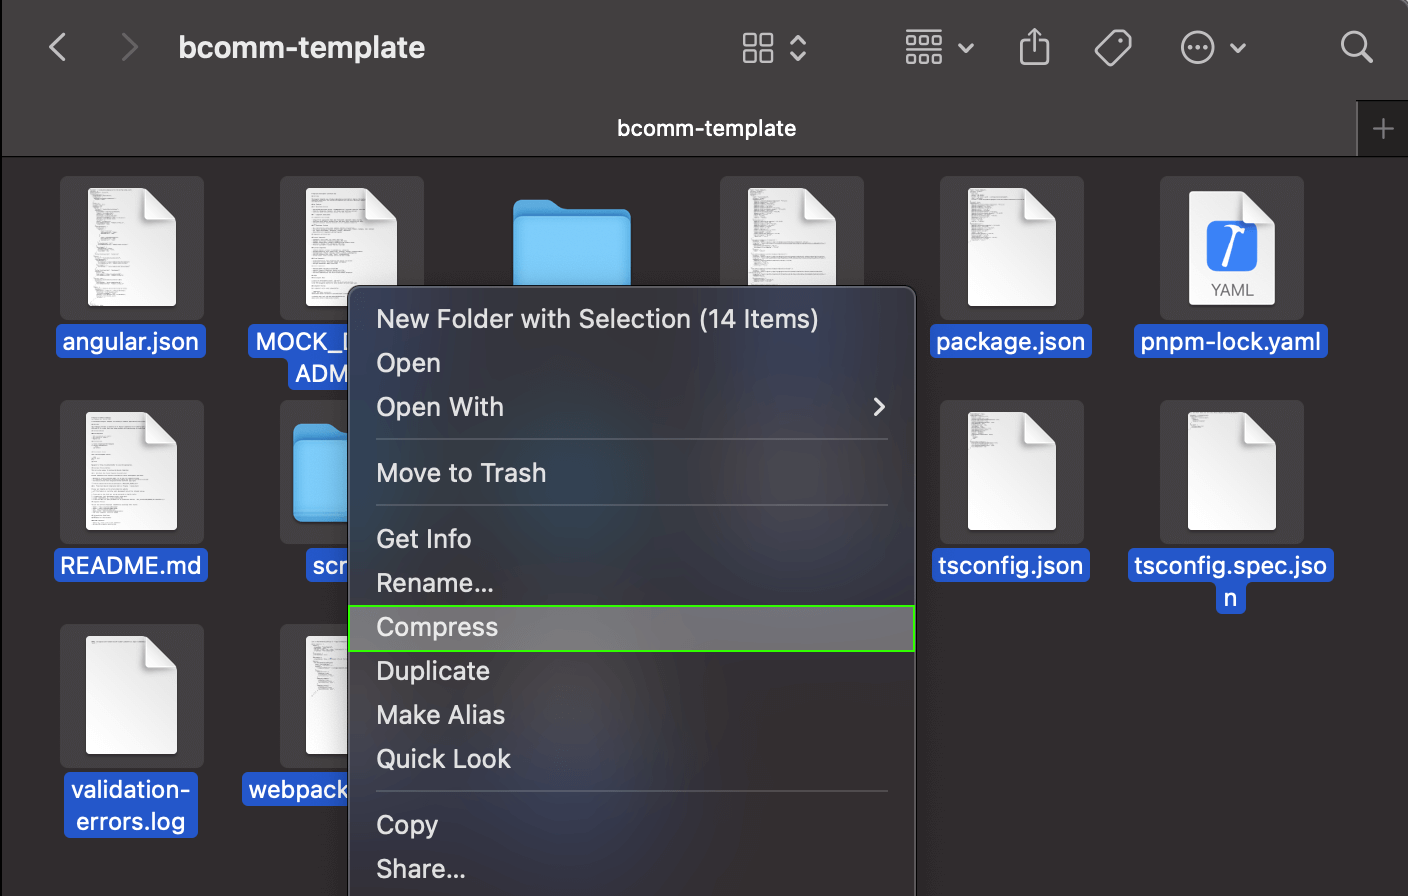 bcomm-template
bcomm-template
YAML
angular.json
MOCK_D
ADM
package.json
pnpm-lock.yaml
New Folder with Selection (14 Items)
Open
Open With
Move to Trash
README.md
scr
tsconfig.json
tsconfig.spec.jso
n
Get Info
Rename...
Compress
Duplicate
Make Alias
Quick Look
validation-
errors.log
webpack
Copy
Share...